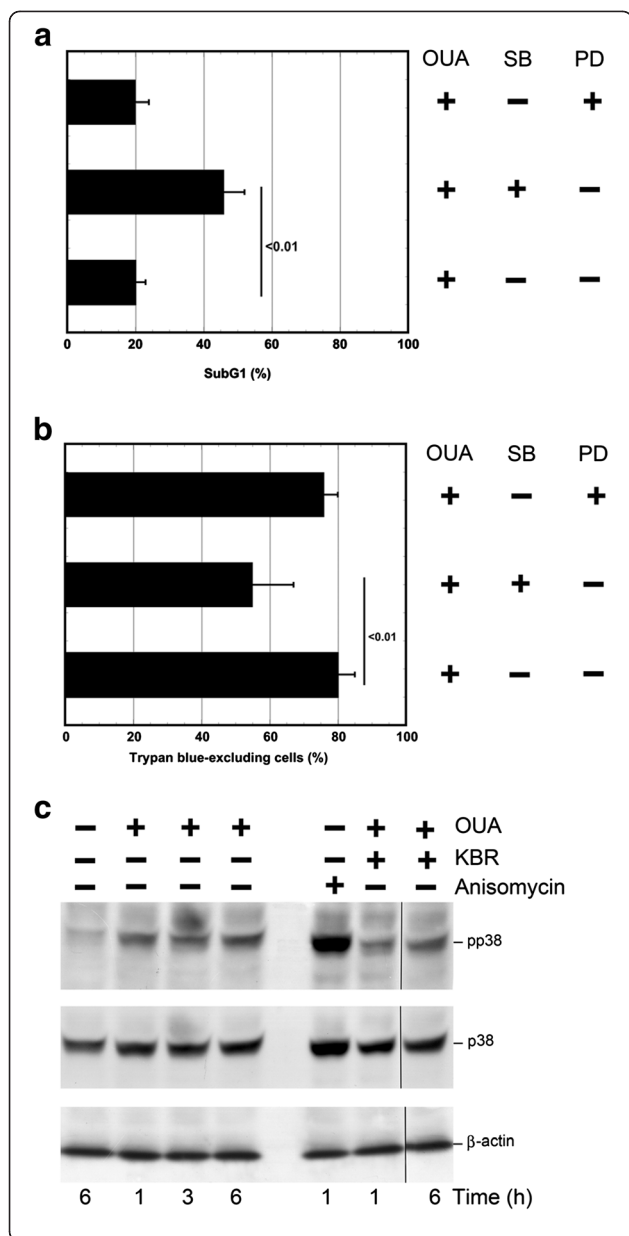 a
OUA SB PD
+ − +
+ + −
<0.01
+ − −
0 20 40 60 80 100
SubG1 (%)
b
OUA SB PD
+ − +
+ + −
<0.01
+ − −
0 20 40 60 80 100
Trypan blue-excluding cells (%)
c
− + + + − + + OUA
− − − − − + + KBR
− − − − + − − Anisomycin
pp38
p38
β-actin
6 1 3 6 1 1 6 Time (h)